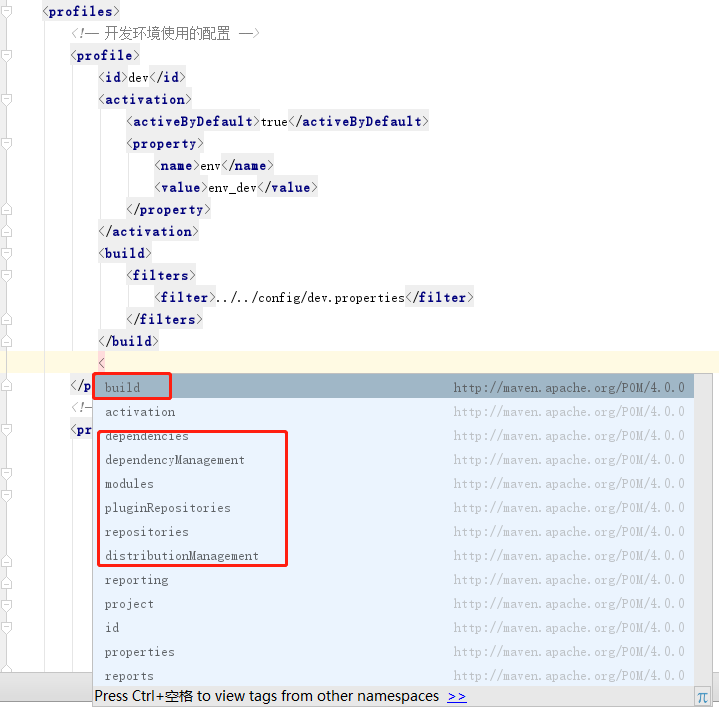 <profiles>
<!-- 开发环境使用的配置 -->
<profile>
<id>dev</id>
<activation>
<activeByDefault>true</activeByDefault>
<property>
<name>env</name>
<value>env_dev</value>
</property>
</activation>
<build>
<filters>
<filter>../../config/dev.properties</filter>
</filters>
</build>
<
</p
build http://maven.apache.org/POM/4.0.0
activation http://maven.apache.org/POM/4.0.0
<!-
dependencies http://maven.apache.org/POM/4.0.0
<pr
dependencyManagement http://maven.apache.org/POM/4.0.0
modules http://maven.apache.org/POM/4.0.0
pluginRepositories http://maven.apache.org/POM/4.0.0
repositories http://maven.apache.org/POM/4.0.0
distributionManagement http://maven.apache.org/POM/4.0.0
reporting http://maven.apache.org/POM/4.0.0
project http://maven.apache.org/POM/4.0.0
id http://maven.apache.org/POM/4.0.0
properties http://maven.apache.org/POM/4.0.0
reports http://maven.apache.org/POM/4.0.0
Press Ctrl+空格 to view tags from other namespaces >> π